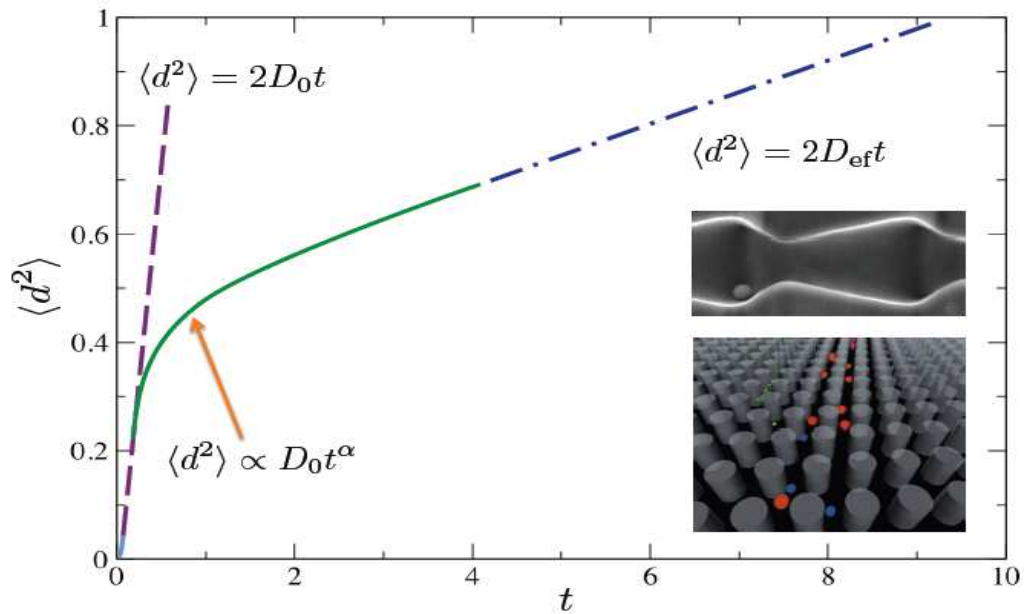 1
⟨d²⟩ = 2D₀t
0.8
⟨d²⟩ = 2D_ef t
0.6
⟨d²⟩
0.4
⟨d²⟩ ∝ D₀t^α
0.2
0
0 2 4 6 8 10
t